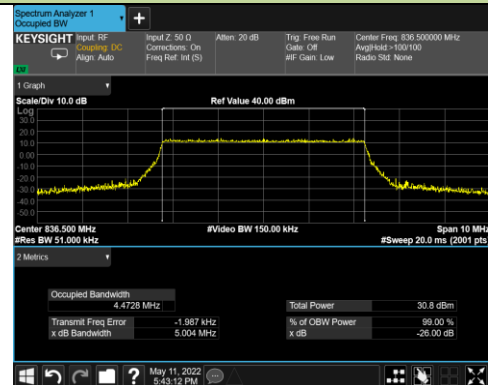 Spectrum Analyzer 1
Occupied BW
KEYSIGHT Input: RF Input Z: 50 Ω Atten: 20 dB Trig: Free Run Center Freq: 836.500000 MHz
Coupling: DC Corrections: On Gate: Off Avg|Hold:>100/100
Align: Auto Freq Ref: Int (S) #IF Gain: Low Radio Std: None
1 Graph
Scale/Div 10.0 dB Ref Value 40.00 dBm
Log
30.0
20.0
10.0
0.00
-10.0
-20.0
-30.0
-40.0
-50.0
Center 836.500 MHz #Video BW 150.00 kHz Span 10 MHz
#Res BW 51.000 kHz #Sweep 20.0 ms (2001 pts)
2 Metrics
Occupied Bandwidth
4.4728 MHz Total Power 30.8 dBm
Transmit Freq Error -1.987 kHz % of OBW Power 99.00 %
x dB Bandwidth 5.004 MHz x dB -26.00 dB
May 11, 2022
5:43:12 PM